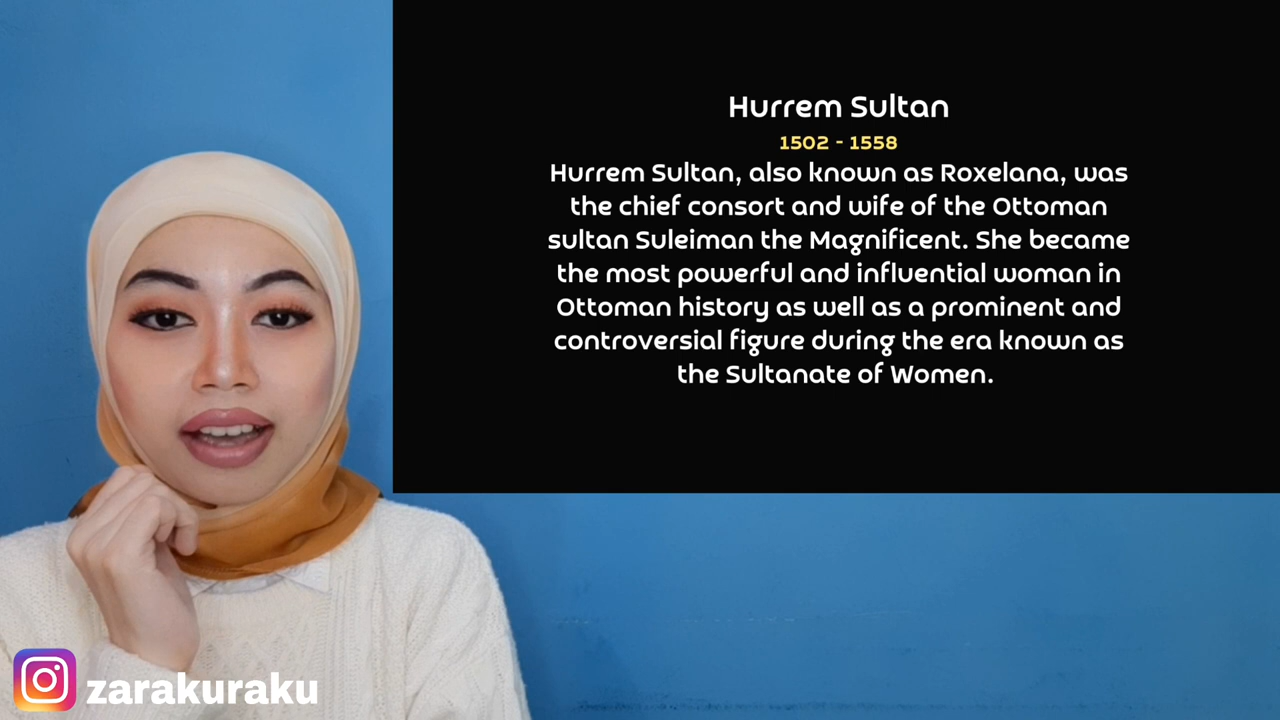 Hurrem Sultan
1502 - 1558
Hurrem Sultan, also known as Roxelana, was
the chief consort and wife of the Ottoman
sultan Suleiman the Magnificent. She became
the most powerful and influential woman in
Ottoman history as well as a prominent and
controversial figure during the era known as
the Sultanate of Women.
zarakuraku